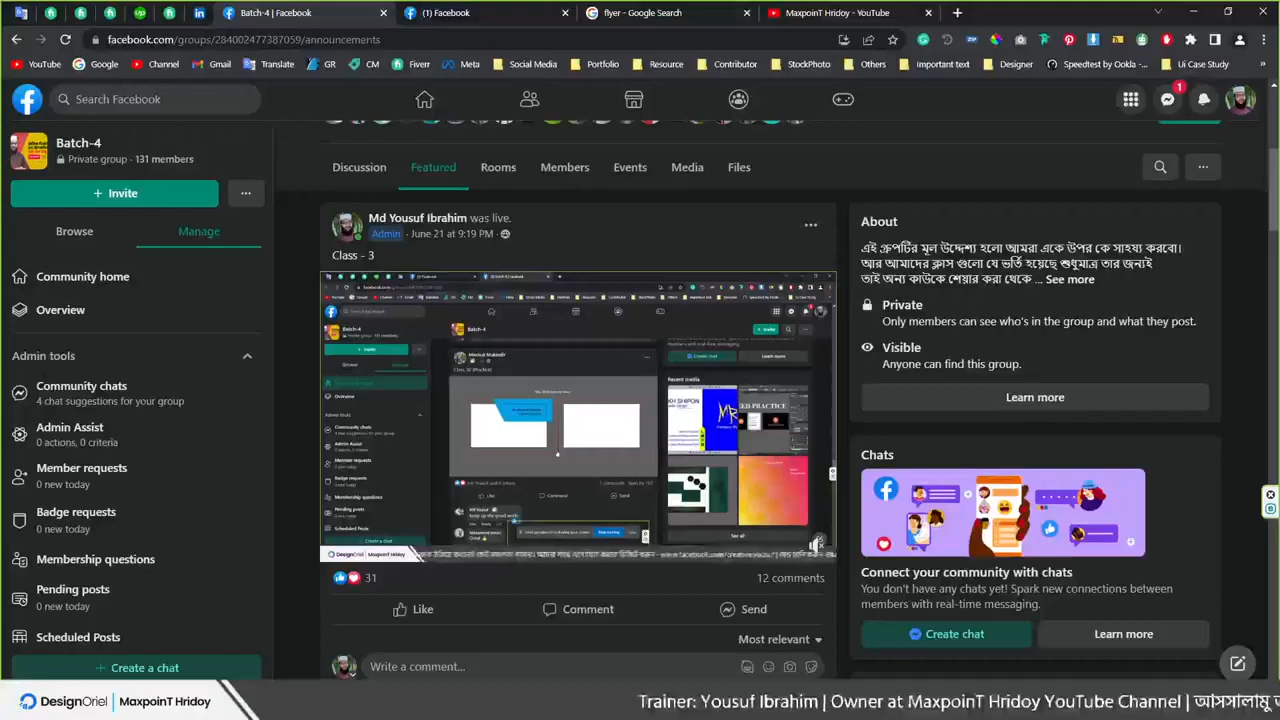 Batch-4 | Facebook
(1) Facebook
flyer - Google Search
MaxpoinT Hridoy - YouTube
facebook.com/groups/284002477387059/announcements
YouTube
Google
Channel
Gmail
Translate
GR
CM
Fiverr
Meta
Social Media
Portfolio
Resource
Contributor
StockPhoto
Others
Important text
Designer
Speedtest by Ookla -...
Ui Case Study
Search Facebook
1
Batch-4
Private group · 131 members
+ Invite
Browse
Manage
Community home
Overview
Admin tools
Community chats
4 chat suggestions for your group
Admin Assist
0 actions, 0 criteria
Member requests
0 new today
Badge requests
0 new today
Membership questions
Pending posts
0 new today
Scheduled Posts
+ Create a chat
Discussion
Featured
Rooms
Members
Events
Media
Files
Md Yousuf Ibrahim was live.
Admin · June 21 at 9:19 PM ·
Class - 3
31
12 comments
Like
Comment
Send
Most relevant
Write a comment...
About
এই গ্রুপটির মূল উদ্দেশ্য হলো আমরা একে উপর কে সাহয্য করবো।
আর আমাদের ক্লাস গুলো যে ভর্তি হয়েছে শুধুমাত্র তার জন্যই
তাই অন্য কাউকে শেয়ার করা থেকে ... See more
Private
Only members can see who's in the group and what they post.
Visible
Anyone can find this group.
Learn more
Chats
Connect your community with chats
You don't have any chats yet! Spark new connections between
members with real-time messaging.
Create chat
Learn more
DesignOriel | MaxpoinT Hridoy
Trainer: Yousuf Ibrahim | Owner at MaxpoinT Hridoy YouTube Channel | আসসালামু